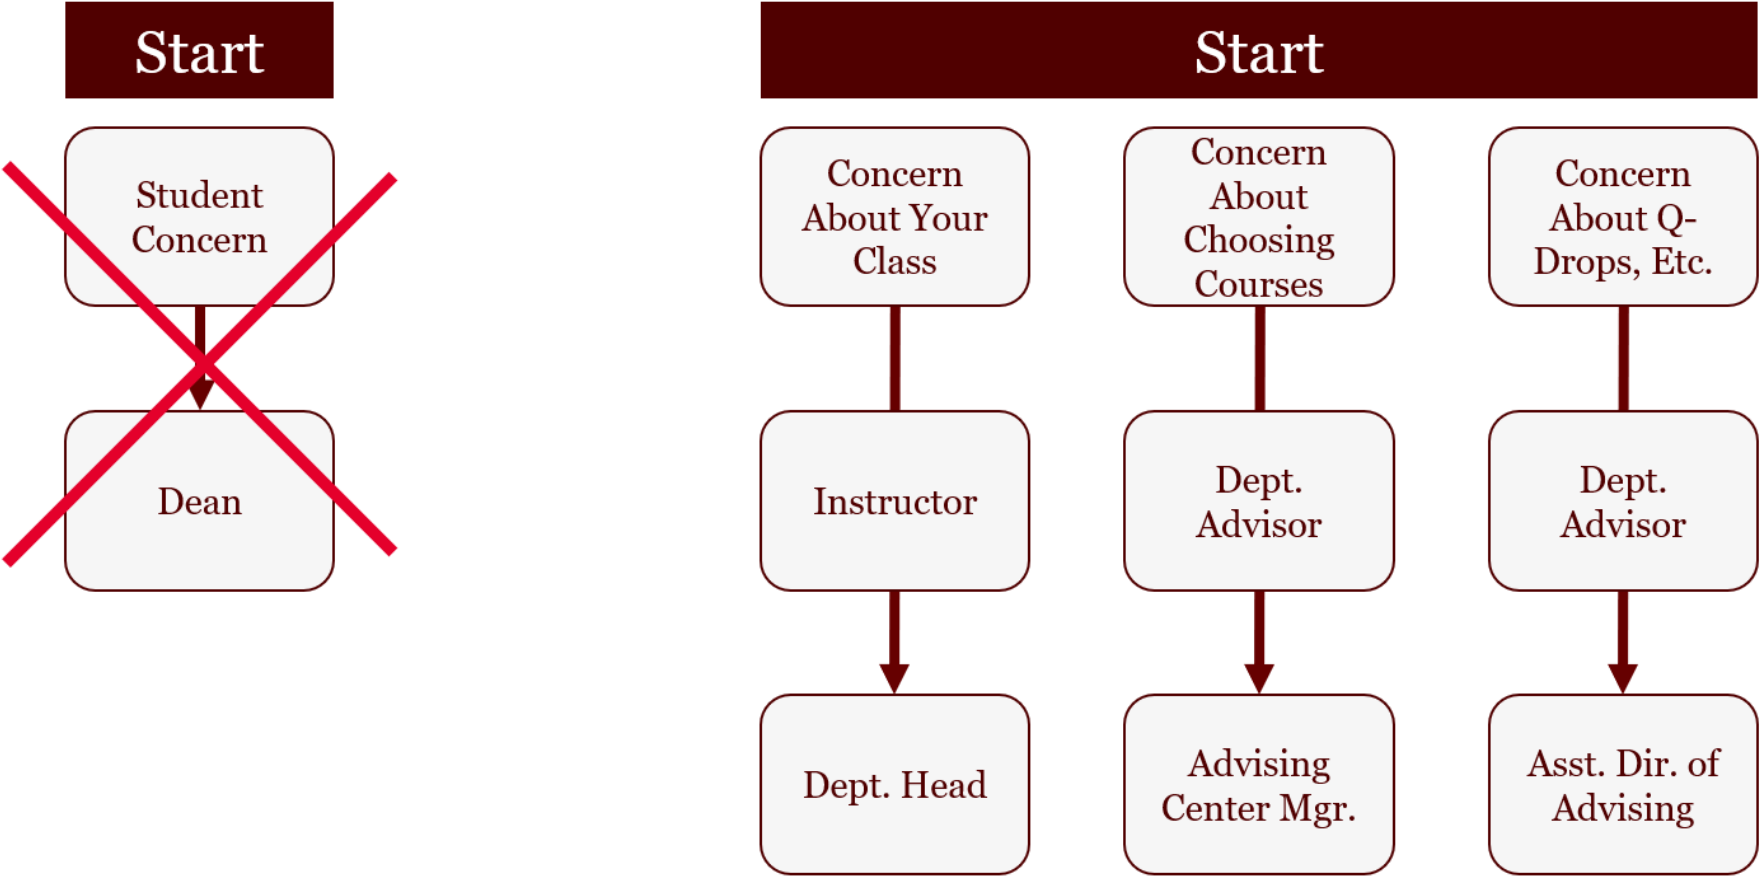 Start
Student
Concern
Dean
Start
Concern
About Your
Class
Instructor
Dept. Head
Concern
About
Choosing
Courses
Dept.
Advisor
Advising
Center Mgr.
Concern
About Q-
Drops, Etc.
Dept.
Advisor
Asst. Dir. of
Advising